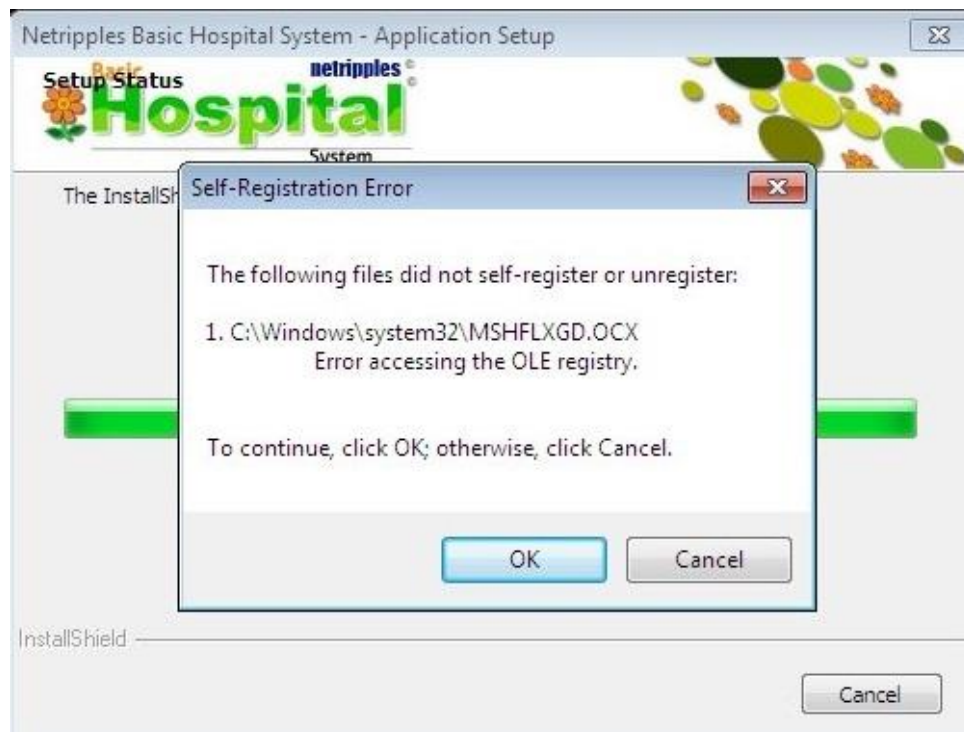 Netripples Basic Hospital System - Application Setup
Setup Status
Basic
netripples ©
Hospital ©
System
The InstallSh
Self-Registration Error
The following files did not self-register or unregister:
1. C:\Windows\system32\MSHFLXGD.OCX
Error accessing the OLE registry.
To continue, click OK; otherwise, click Cancel.
OK
Cancel
InstallShield
Cancel